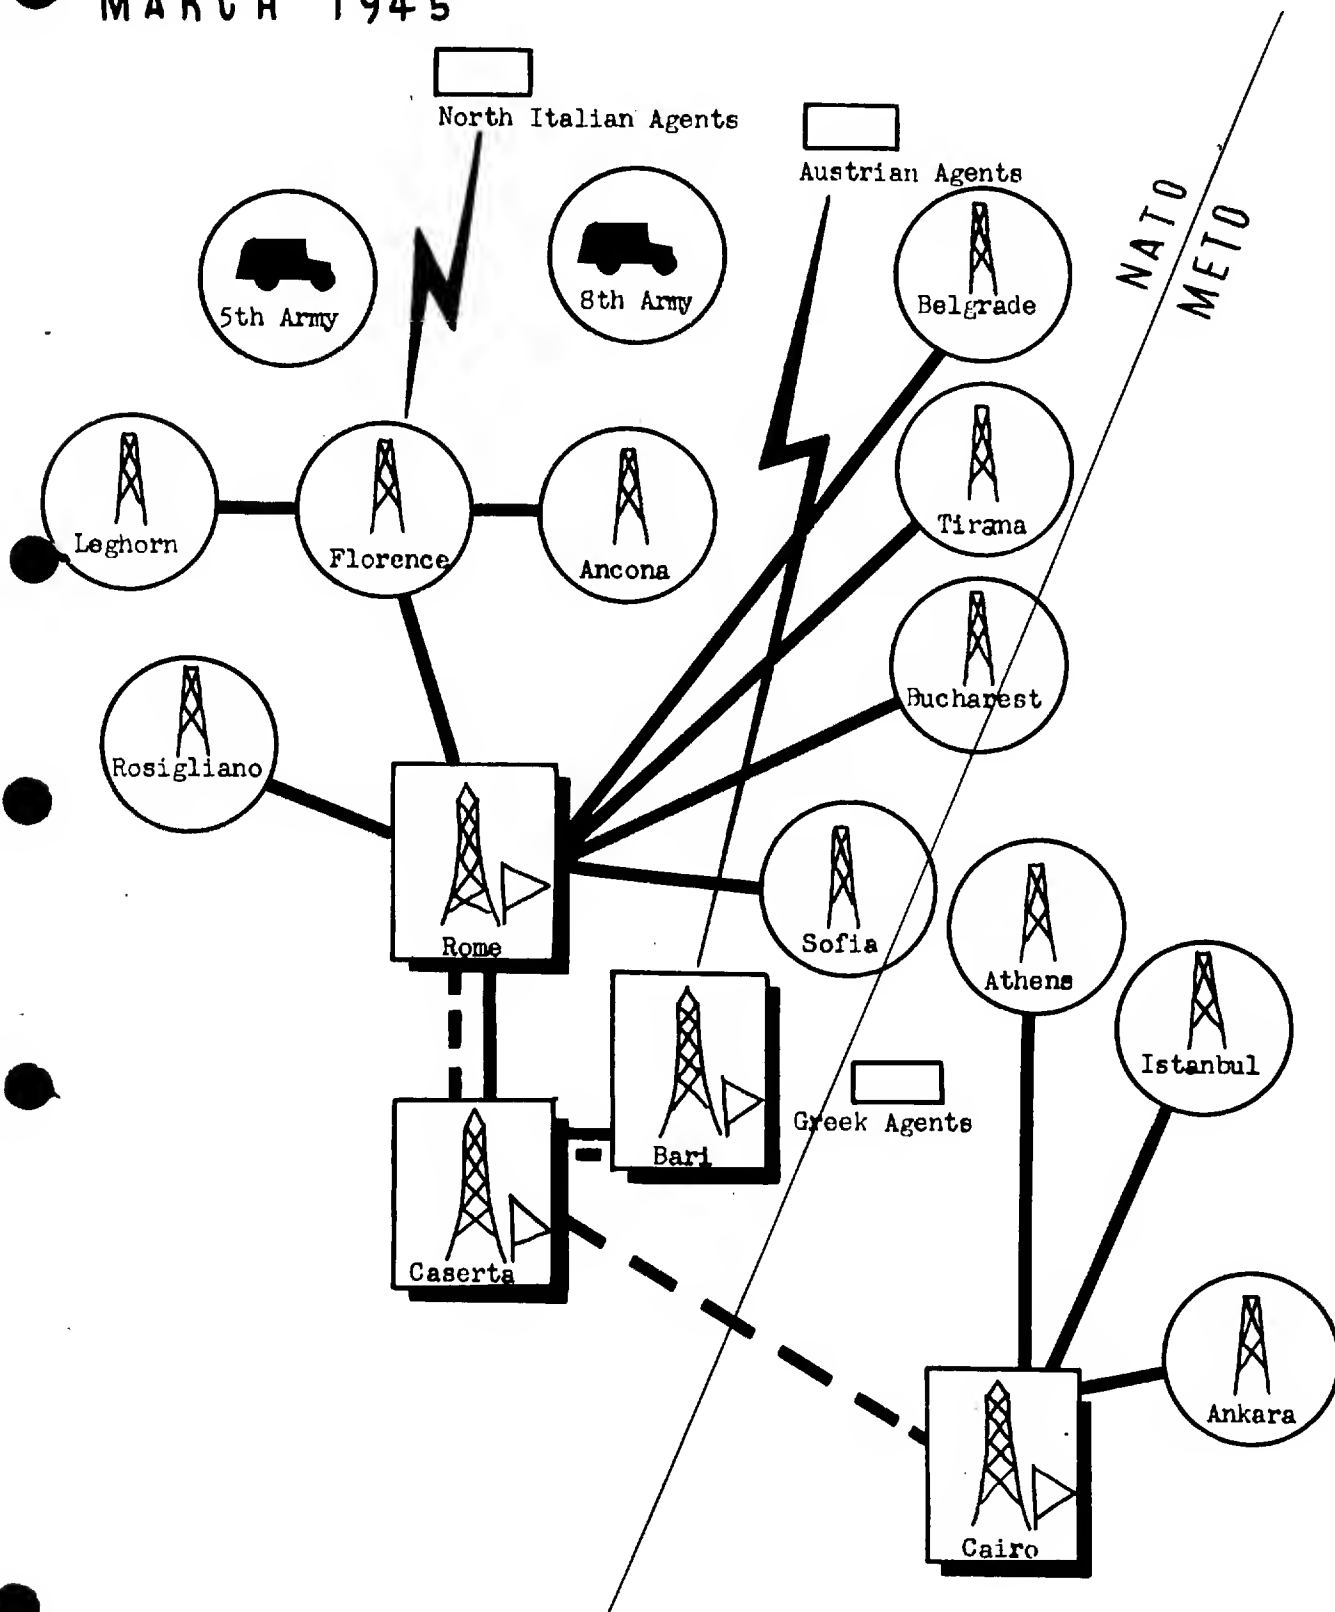 MARCH 1945
North Italian Agents
Austrian Agents
NATO
METO
5th Army
8th Army
Belgrade
Leghorn
Florence
Ancona
Tirana
Rosigliano
Bucharest
Rome
Sofia
Athens
Istanbul
Bari
Greek Agents
Caserta
Ankara
Cairo